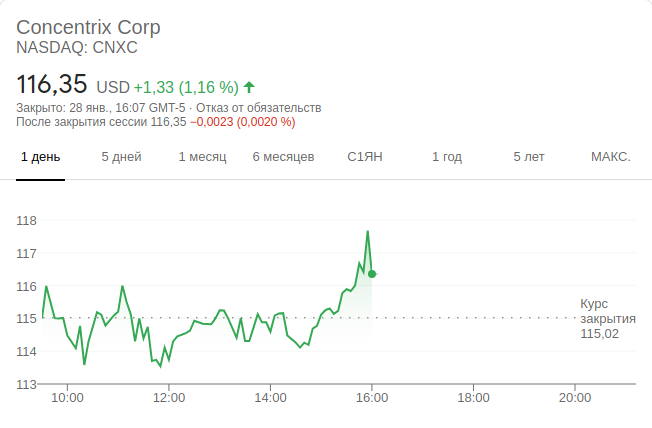 Concentrix Corp
NASDAQ: CNXC
116,35 USD +1,33 (1,16 %)
Закрыто: 28 янв., 16:07 GMT-5 · Отказ от обязательств
После закрытия сессии 116,35 −0,0023 (0,0020 %)
1 день 5 дней 1 месяц 6 месяцев С1ЯН 1 год 5 лет МАКС.
118
117
116
115
114
113
Курс
закрытия
115,02
10:00 12:00 14:00 16:00 18:00 20:00